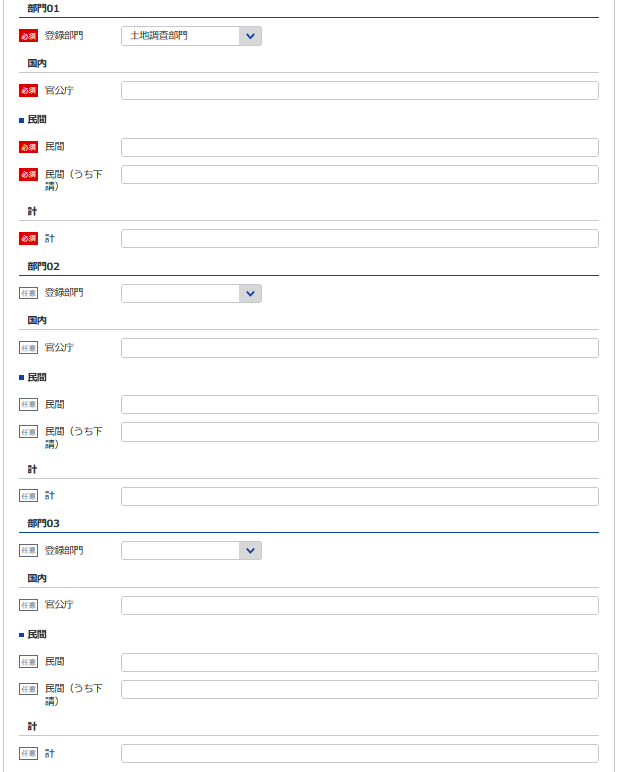 部門01
必須 登録部門 土地調査部門
国内
必須 官公庁
民間
必須 民間
必須 民間（うち下
請）
計
必須 計
部門02
任意 登録部門
国内
任意 官公庁
民間
任意 民間
任意 民間（うち下
請）
計
任意 計
部門03
任意 登録部門
国内
任意 官公庁
民間
任意 民間
任意 民間（うち下
請）
計
任意 計